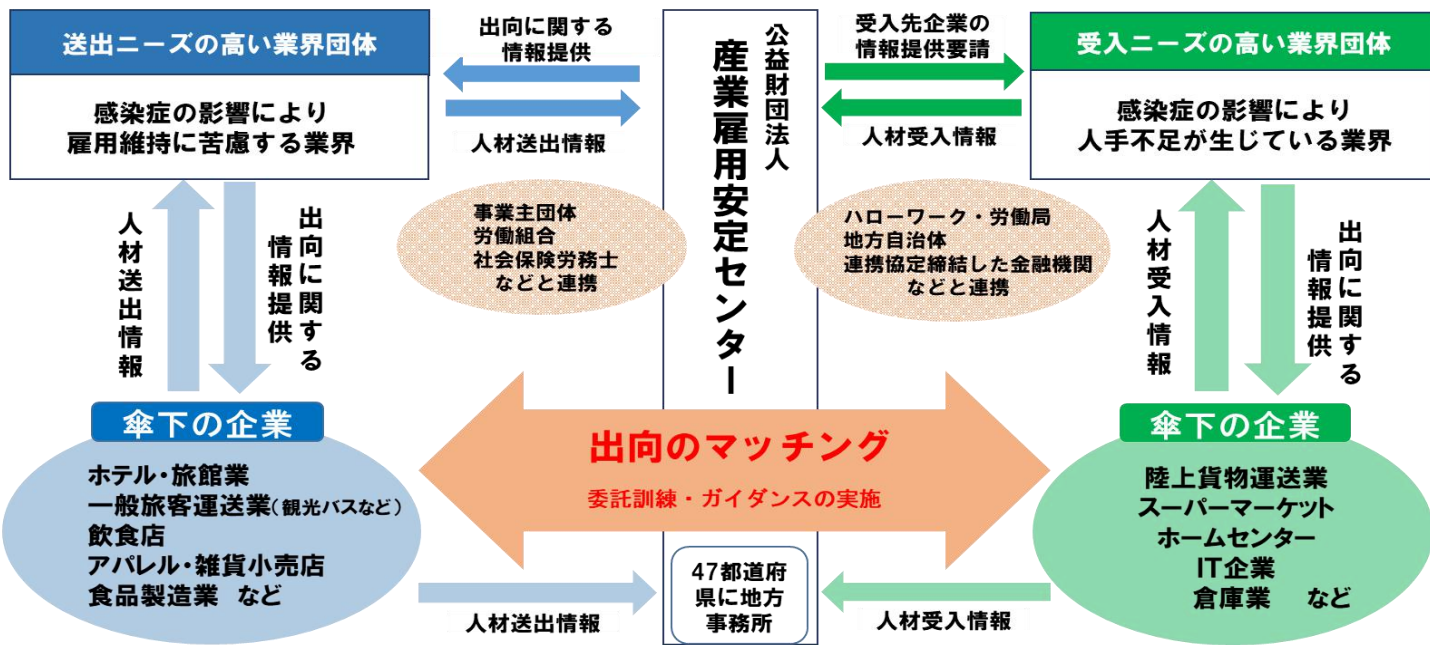 送出ニーズの高い業界団体
感染症の影響により
雇用維持に苦慮する業界
出向に関する
情報提供
人材送出情報
公益財団法人
産業雇用安定センター
受入先企業の
情報提供要請
人材受入情報
受入ニーズの高い業界団体
感染症の影響により
人手不足が生じている業界
事業主団体
労働組合
社会保険労務士
などと連携
ハローワーク・労働局
地方自治体
連携協定締結した金融機関
などと連携
人材送出情報
出向に関する
情報提供
人材受入情報
出向に関する
情報提供
傘下の企業
ホテル・旅館業
一般旅客運送業(観光バスなど)
飲食店
アパレル・雑貨小売店
食品製造業 など
出向のマッチング
委託訓練・ガイダンスの実施
傘下の企業
陸上貨物運送業
スーパーマーケット
ホームセンター
IT企業
倉庫業 など
人材送出情報
47都道府
県に地方
事務所
人材受入情報